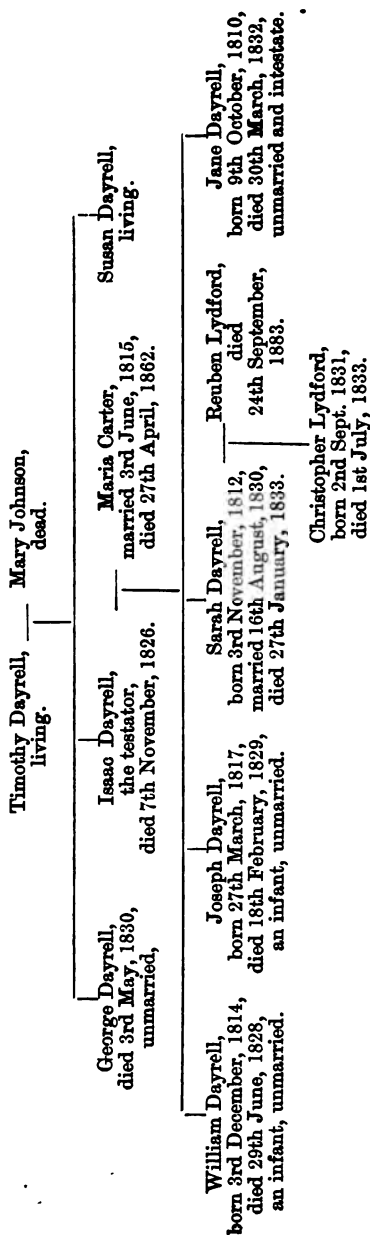 Timothy Dayrell,
living.
Mary Johnson,
dead.
George Dayrell,
died 3rd May, 1830,
unmarried,
Isaac Dayrell,
the testator,
died 7th November, 1826.
Maria Carter,
married 3rd June, 1815,
died 27th April, 1862.
Susan Dayrell,
living.
William Dayrell,
born 3rd December, 1814,
died 29th June, 1828,
an infant, unmarried.
Joseph Dayrell,
born 27th March, 1817,
died 18th February, 1829,
an infant, unmarried.
Sarah Dayrell,
born 3rd November, 1812,
married 16th August, 1830,
died 27th January, 1833.
Reuben Lydford,
died
24th September,
1883.
Jane Dayrell,
born 9th October, 1810,
died 30th March, 1832,
unmarried and intestate.
Christopher Lydford,
born 2nd Sept. 1831,
died 1st July, 1833.